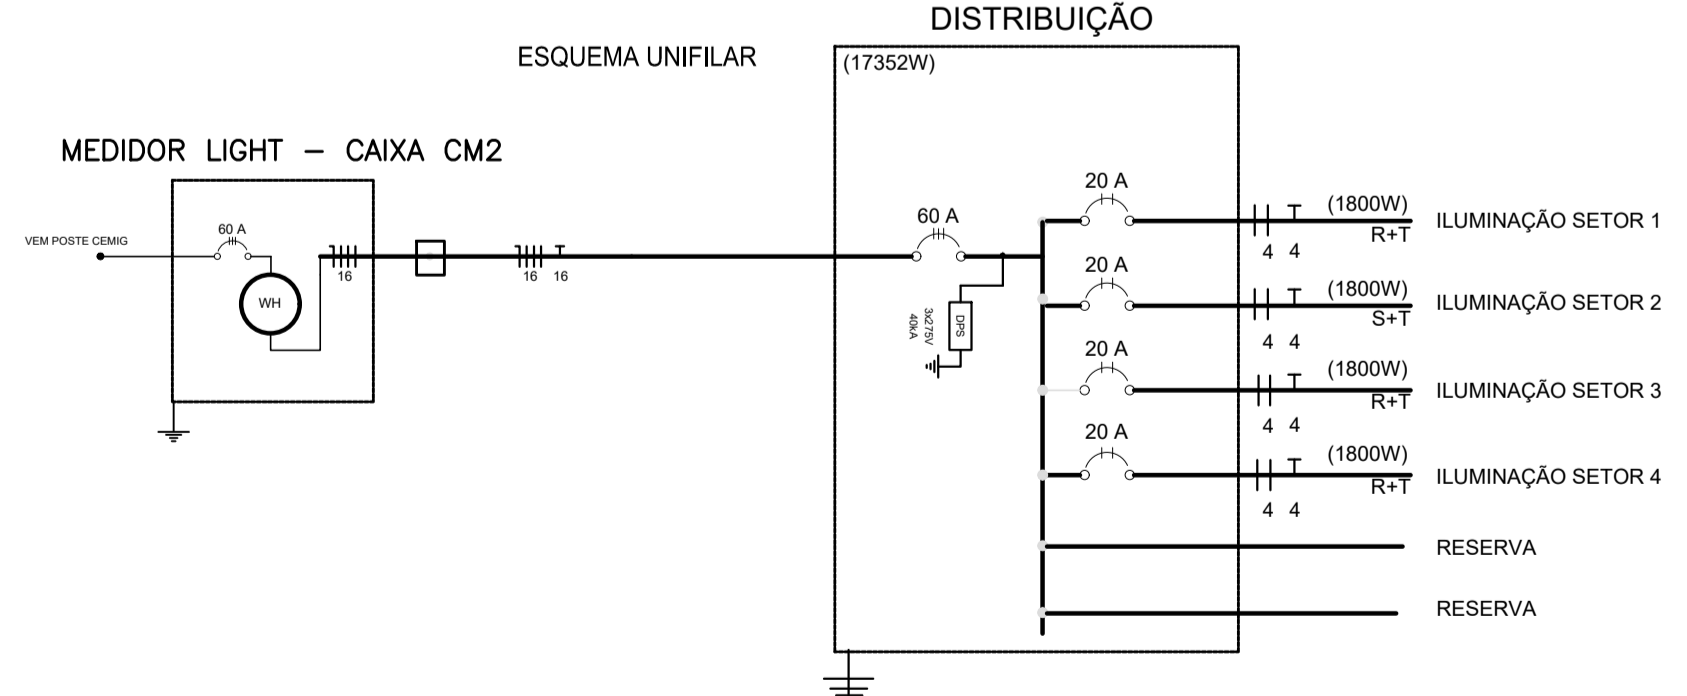 DISTRIBUIÇÃO
ESQUEMA UNIFILAR
(17352W)
MEDIDOR LIGHT - CAIXA CM2
VEM POSTE CEMIG
60 A
WH
16
16 16
60 A
DPS
3x275V
40kA
20 A
(1800W)
R+T
4 4
ILUMINAÇÃO SETOR 1
20 A
(1800W)
S+T
4 4
ILUMINAÇÃO SETOR 2
20 A
(1800W)
R+T
4 4
ILUMINAÇÃO SETOR 3
20 A
(1800W)
R+T
4 4
ILUMINAÇÃO SETOR 4
RESERVA
RESERVA